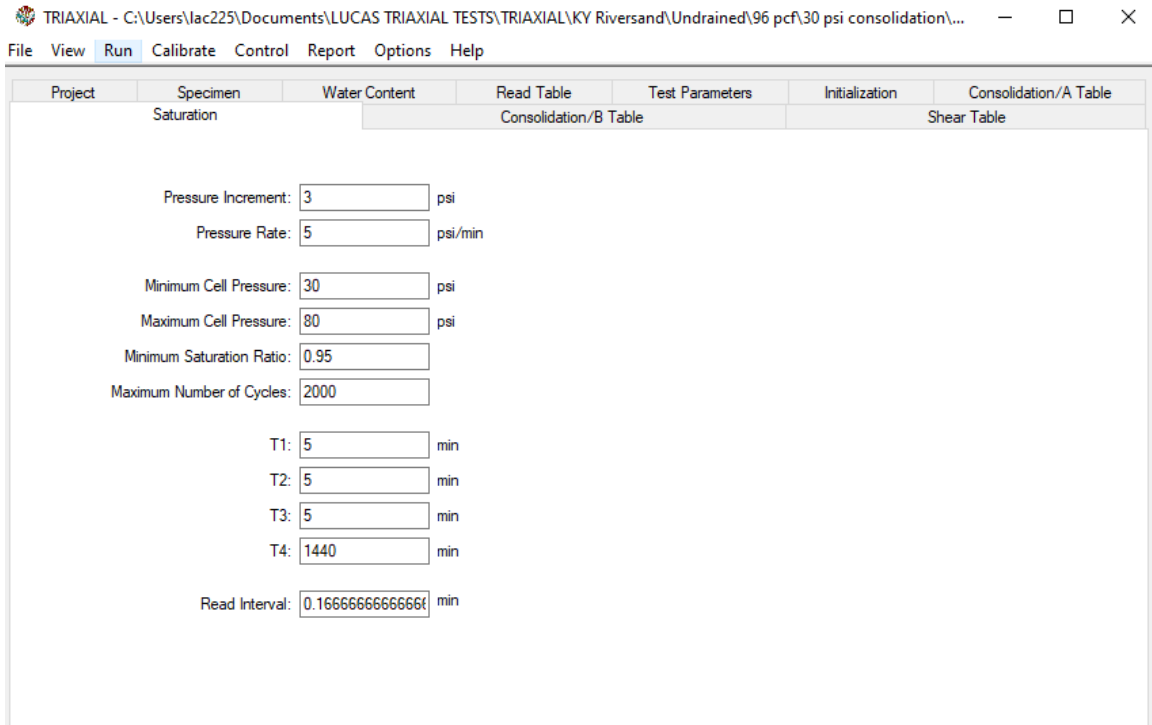 TRIAXIAL - C:\Users\lac225\Documents\LUCAS TRIAXIAL TESTS\TRIAXIAL\KY Riversand\Undrained\96 pcf\30 psi consolidation\...
File View Run Calibrate Control Report Options Help
Project Specimen Water Content Read Table Test Parameters Initialization Consolidation/A Table
Saturation Consolidation/B Table Shear Table
Pressure Increment: 3 psi
Pressure Rate: 5 psi/min
Minimum Cell Pressure: 30 psi
Maximum Cell Pressure: 80 psi
Minimum Saturation Ratio: 0.95
Maximum Number of Cycles: 2000
T1: 5 min
T2: 5 min
T3: 5 min
T4: 1440 min
Read Interval: 0.1666666666666 min